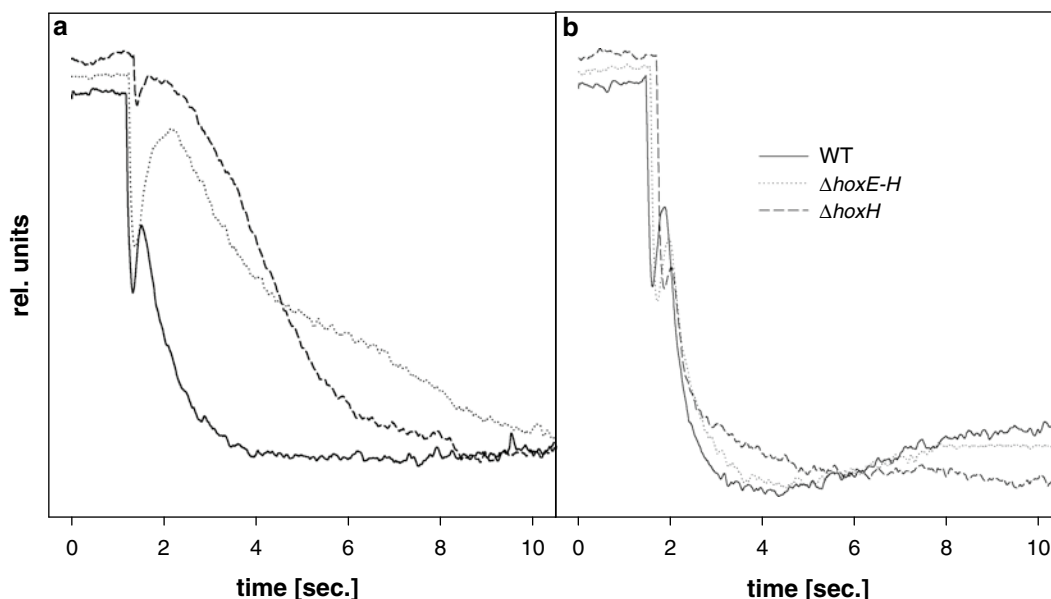 a
b
WT
ΔhoxE-H
ΔhoxH
rel. units
0 2 4 6 8 10
0 2 4 6 8 10
time [sec.]
time [sec.]